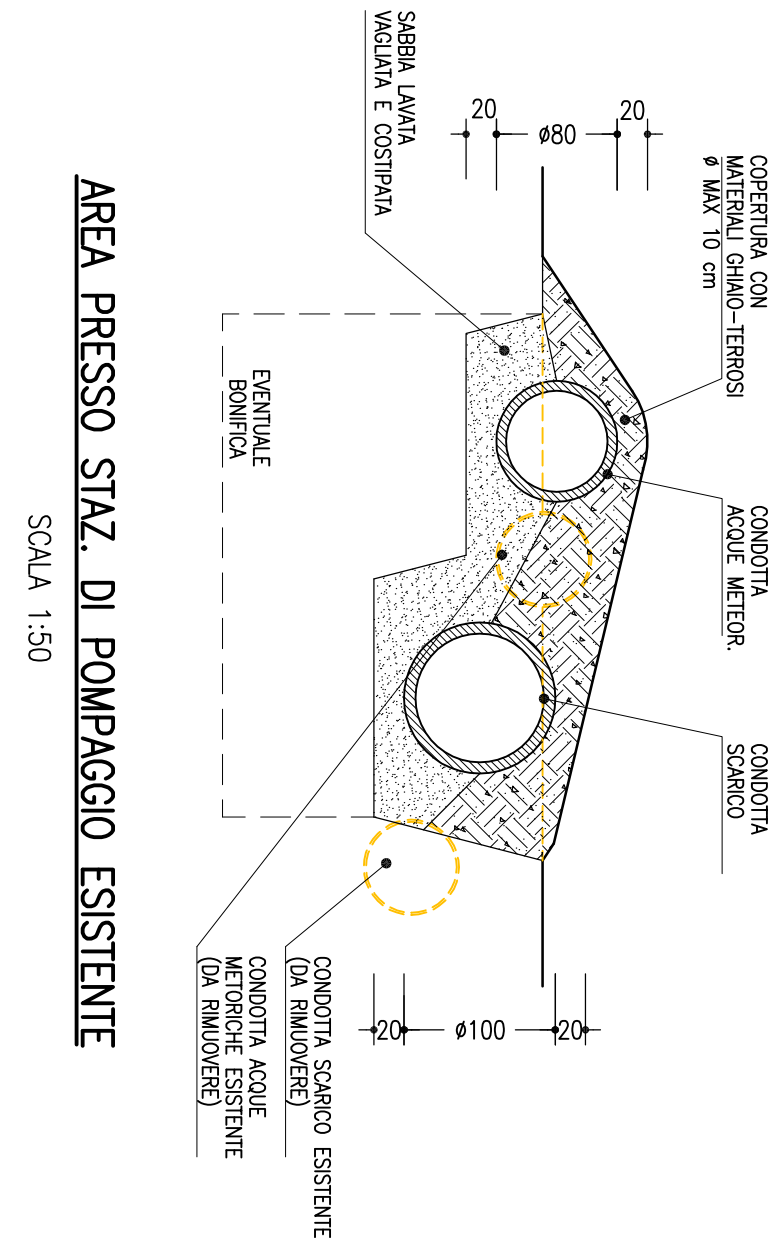 COPERTURA CON
MATERIALI GHIAIO-TERROSI
Ø MAX 10 cm
CONDOTTA
ACQUE METEOR.
CONDOTTA
SCARICO
20
Ø80
20
SABBIA LAVATA
VAGLIATA E COSTIPATA
20
Ø100
20
EVENTUALE
BONIFICA
CONDOTTA SCARICO ESISTENTE
(DA RIMUOVERE)
CONDOTTA ACQUE
METORICHE ESISTENTE
(DA RIMUOVERE)
AREA PRESSO STAZ. DI POMPAGGIO ESISTENTE
SCALA 1:50